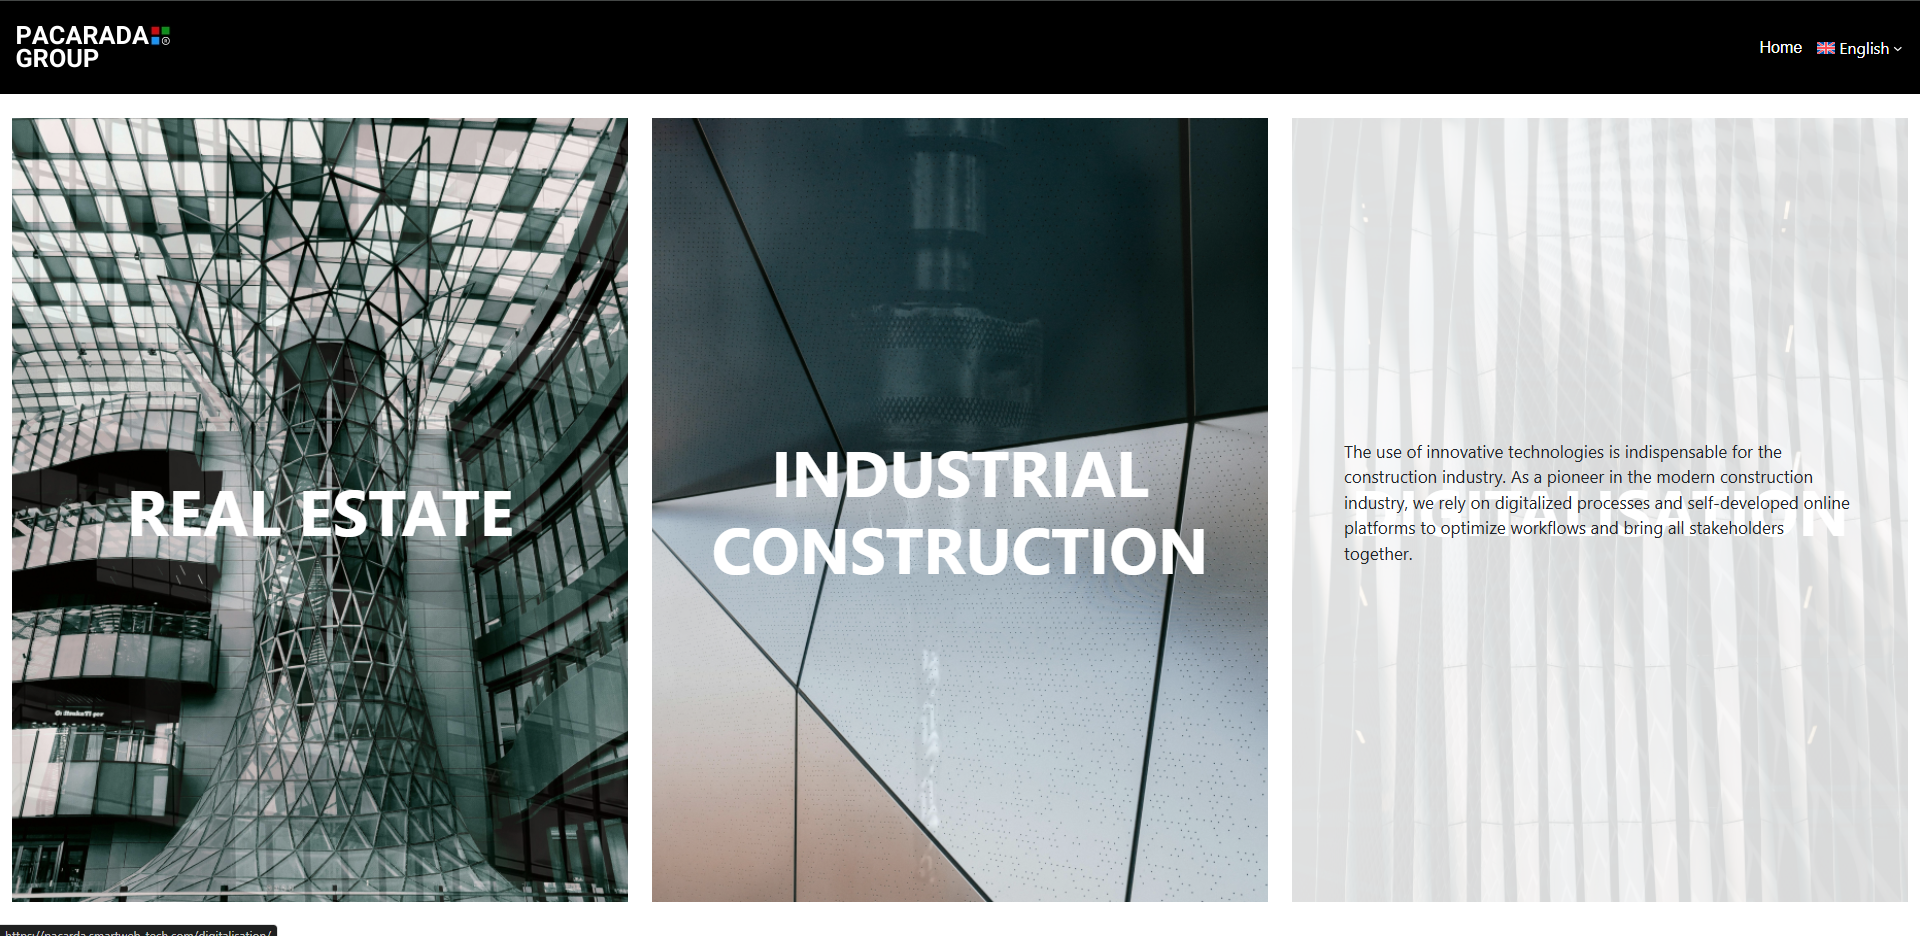 PACARADA
GROUP
Home
English
REAL ESTATE
INDUSTRIAL
CONSTRUCTION
The use of innovative technologies is indispensable for the
construction industry. As a pioneer in the modern construction
industry, we rely on digitalized processes and self-developed online
platforms to optimize workflows and bring all stakeholders
together.
DIGITALISATION
https://pacarda.smartweb-tech.com/digitalisation/